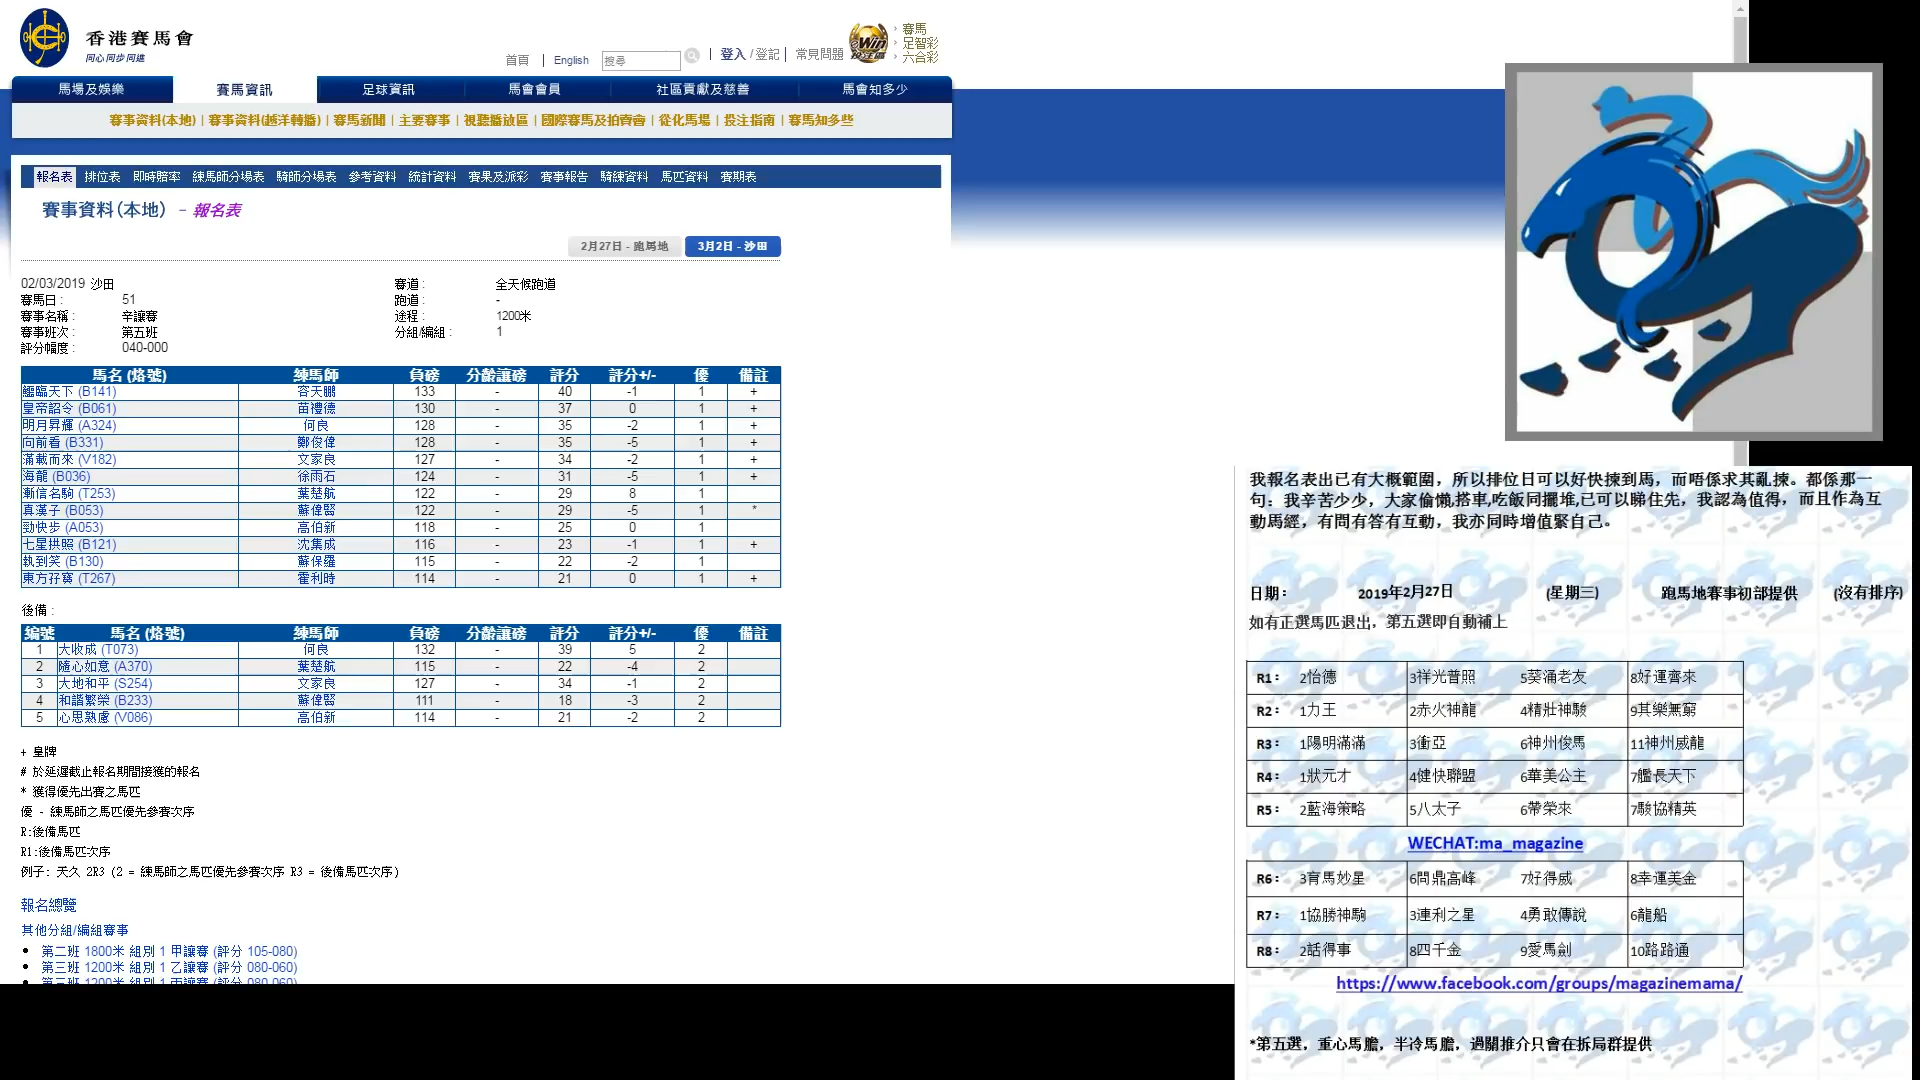 香港賽馬會
同心同步同進
首頁 | English 搜尋 | 登入 / 登記 | 常見問題
賽馬
足智彩
六合彩
馬場及娛樂 賽馬資訊 足球資訊 馬會會員 社區貢獻及慈善 馬會知多少
賽事資料(本地) | 賽事資料(越洋轉播) | 賽馬新聞 | 主要賽事 | 視聽播放區 | 國際賽馬及拍賣會 | 從化馬場 | 投注指南 | 賽馬知多些
報名表 排位表 即時賠率 練馬師分場表 騎師分場表 參考資料 統計資料 賽果及派彩 賽事報告 騎練資料 馬匹資料 賽期表
賽事資料(本地) - 報名表
2月27日 - 跑馬地 3月2日 - 沙田
02/03/2019 沙田 賽道 : 全天候跑道
賽馬日 : 51 跑道 : -
賽事名稱 : 辛讓賽 途程 : 1200米
賽事班次 : 第五班 分組/編組 : 1
評分幅度 : 040-000
馬名 (烙號) 練馬師 負磅 分齡讓磅 評分 評分+/- 優 備註
鱷臨天下 (B141) 容天鵬 133 - 40 -1 1 +
皇帝詔令 (B061) 苗禮德 130 - 37 0 1 +
明月昇輝 (A324) 何良 128 - 35 -2 1 +
向前看 (B331) 鄭俊偉 128 - 35 -5 1 +
滿載而來 (V182) 文家良 127 - 34 -2 1 +
海龍 (B036) 徐雨石 124 - 31 -5 1 +
漸信名駒 (T253) 葉楚航 122 - 29 8 1
真漢子 (B053) 蘇偉賢 122 - 29 -5 1 *
勁快步 (A053) 高伯新 118 - 25 0 1
七星拱照 (B121) 沈集成 116 - 23 -1 1 +
執到笑 (B130) 蘇保羅 115 - 22 -2 1
東方孖寶 (T267) 霍利時 114 - 21 0 1 +
後備 :
編號 馬名 (烙號) 練馬師 負磅 分齡讓磅 評分 評分+/- 優 備註
1 大收成 (T073) 何良 132 - 39 5 2
2 隨心如意 (A370) 葉楚航 115 - 22 -4 2
3 大地和平 (S254) 文家良 127 - 34 -1 2
4 和諧繁榮 (B233) 蘇偉賢 111 - 18 -3 2
5 心思熟慮 (V086) 高伯新 114 - 21 -2 2
+ 皇牌
# 於延遲截止報名期間接獲的報名
* 獲得優先出賽之馬匹
優 - 練馬師之馬匹優先參賽次序
R:後備馬匹
R1:後備馬匹次序
例子: 天久 2R3 (2 = 練馬師之馬匹優先參賽次序 R3 = 後備馬匹次序)
報名總覽
其他分組/編組賽事
• 第二班 1800米 組別 1 甲讓賽 (評分 105-080)
• 第三班 1200米 組別 1 乙讓賽 (評分 080-060)
• 第三班 1200米 組別 1 丙讓賽 (評分 080-060)
我報名表出已有大概範圍，所以排位日可以好快揀到馬，而唔係求其亂揀。都係那一
句：我辛苦少少，大家偷懶,搭車,吃飯同擺堆,已可以睇住先，我認為值得，而且作為互
動馬經，有問有答有互動，我亦同時增值緊自己。
日期： 2019年2月27日 (星期三) 跑馬地賽事初部提供 (沒有排序)
如有正選馬匹退出，第五選即自動補上
R1： 2怡德 3祥光普照 5葵涌老友 8好運齊來
R2： 1力王 2赤火神龍 4精壯神駿 9其樂無窮
R3： 1陽明滿滿 3衝亞 6神州俊馬 11神州威龍
R4： 1狀元才 4健快聯盟 6華美公主 7艦長天下
R5： 2藍海策略 5八太子 6帶榮來 7駿協精英
WECHAT:ma_magazine
R6： 3育馬妙星 6問鼎高峰 7好得威 8幸運美金
R7： 1協勝神駒 3連利之星 4勇敢傳說 6龍船
R8： 2話得事 8四千金 9愛馬劍 10路路通
https://www.facebook.com/groups/magazinemama/
*第五選，重心馬膽，半冷馬膽，過關推介只會在拆局群提供